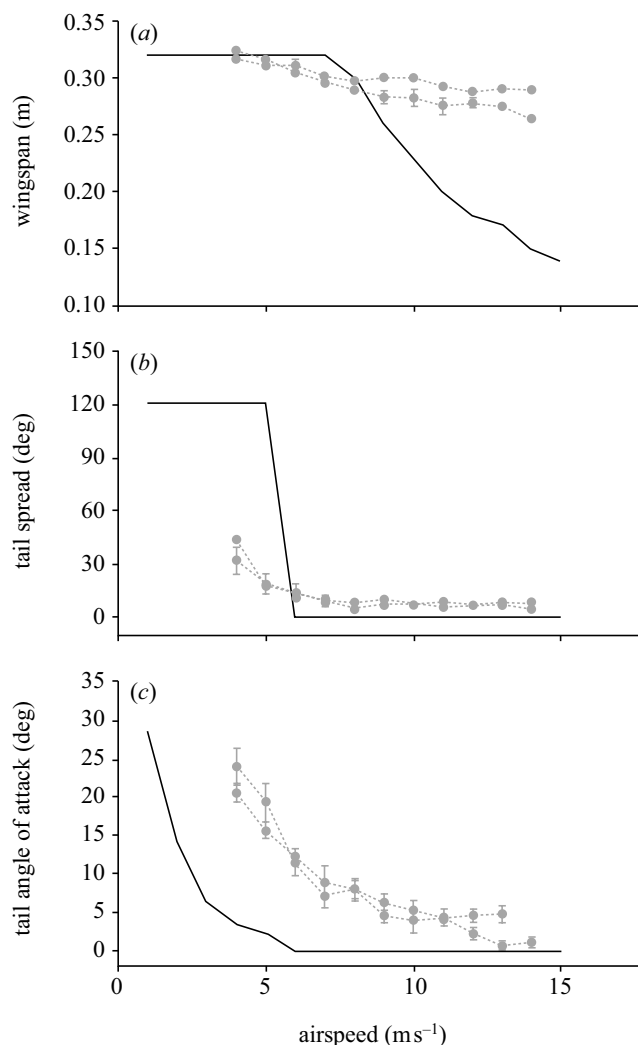 (a)
0.35
0.30
0.25
0.20
0.15
0.10
wingspan (m)
(b)
150
120
90
60
30
0
tail spread (deg)
(c)
35
30
25
20
15
10
5
0
tail angle of attack (deg)
0 5 10 15
airspeed (m s⁻¹)